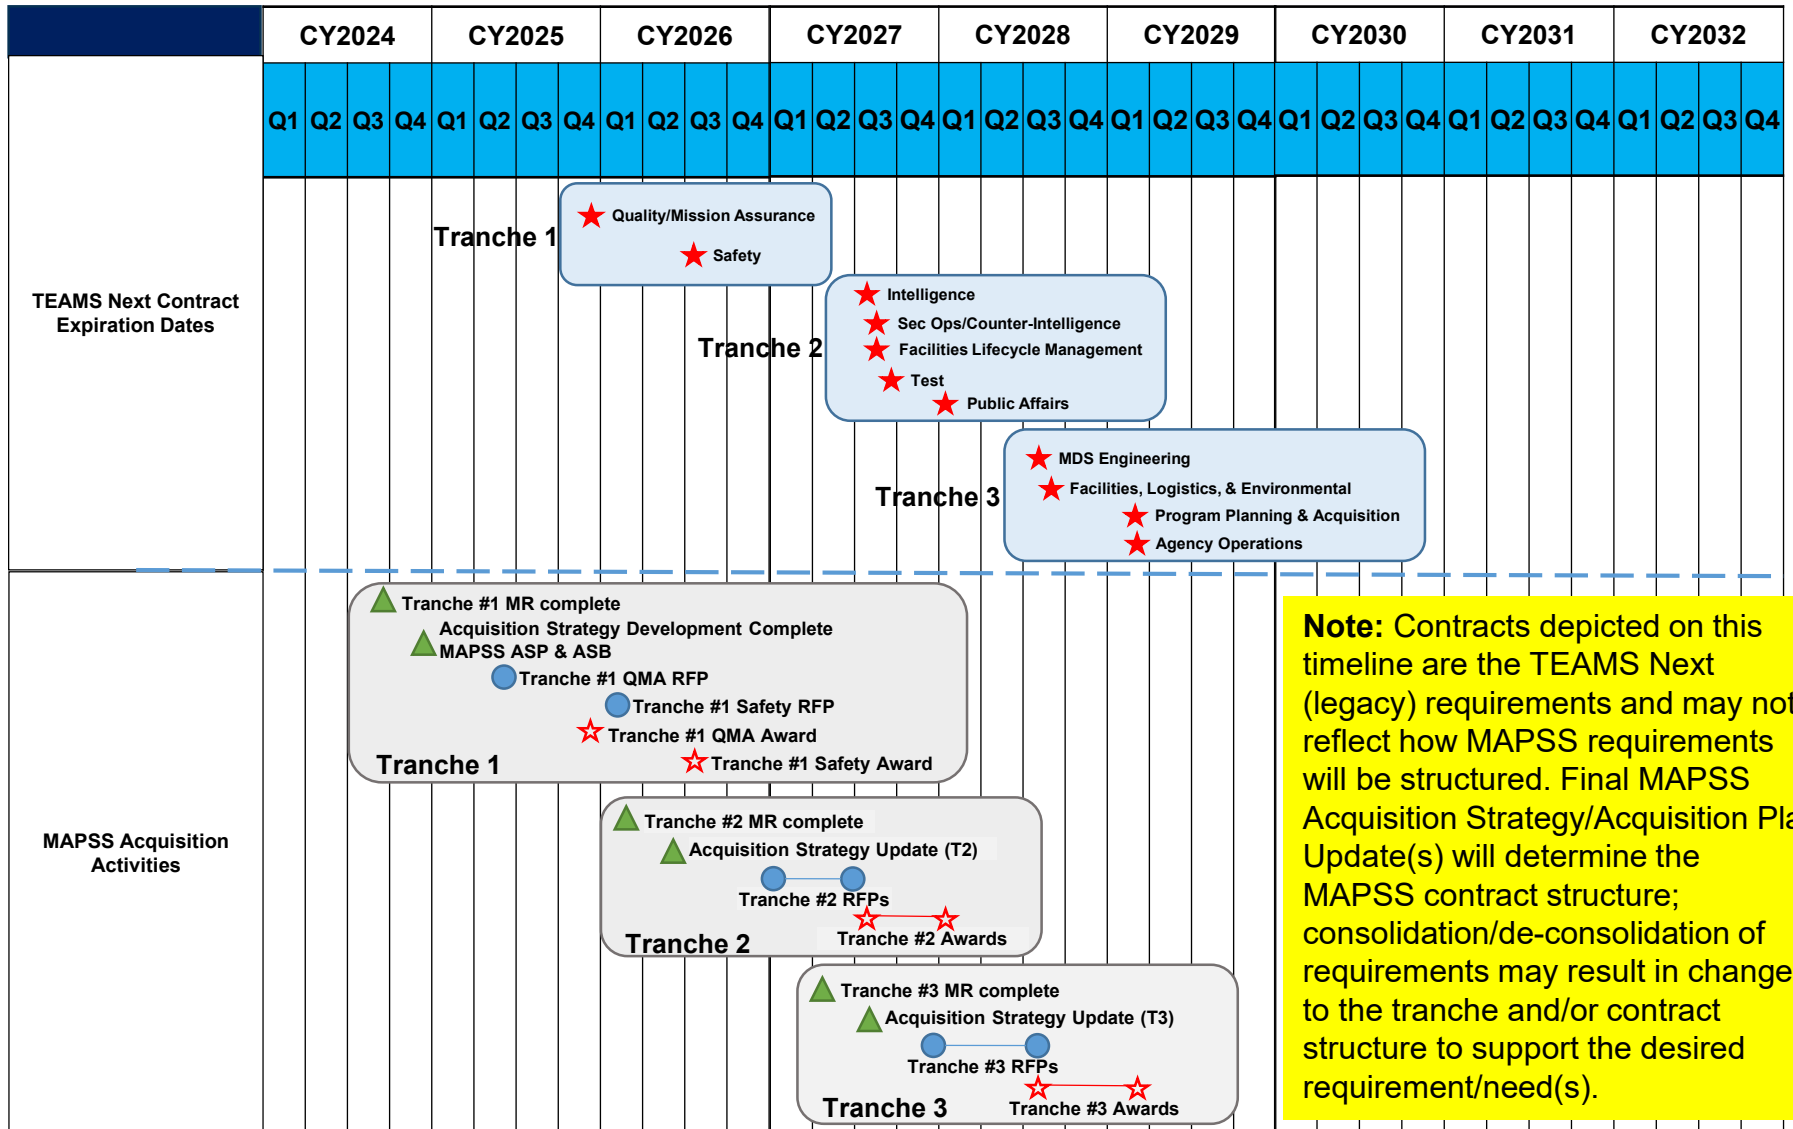 CY2024 CY2025 CY2026 CY2027 CY2028 CY2029 CY2030 CY2031 CY2032
Q1 Q2 Q3 Q4 Q1 Q2 Q3 Q4 Q1 Q2 Q3 Q4 Q1 Q2 Q3 Q4 Q1 Q2 Q3 Q4 Q1 Q2 Q3 Q4 Q1 Q2 Q3 Q4 Q1 Q2 Q3 Q4 Q1 Q2 Q3 Q4
TEAMS Next Contract
Expiration Dates
Tranche 1
Quality/Mission Assurance
Safety
Tranche 2
Intelligence
Sec Ops/Counter-Intelligence
Facilities Lifecycle Management
Test
Public Affairs
Tranche 3
MDS Engineering
Facilities, Logistics, & Environmental
Program Planning & Acquisition
Agency Operations
MAPSS Acquisition
Activities
Tranche #1 MR complete
Acquisition Strategy Development Complete
MAPSS ASP & ASB
Tranche #1 QMA RFP
Tranche #1 Safety RFP
Tranche #1 QMA Award
Tranche #1 Safety Award
Tranche 1
Tranche #2 MR complete
Acquisition Strategy Update (T2)
Tranche #2 RFPs
Tranche #2 Awards
Tranche 2
Tranche #3 MR complete
Acquisition Strategy Update (T3)
Tranche #3 RFPs
Tranche #3 Awards
Tranche 3
Note: Contracts depicted on this
timeline are the TEAMS Next
(legacy) requirements and may not
reflect how MAPSS requirements
will be structured. Final MAPSS
Acquisition Strategy/Acquisition Pla
Update(s) will determine the
MAPSS contract structure;
consolidation/de-consolidation of
requirements may result in change
to the tranche and/or contract
structure to support the desired
requirement/need(s).